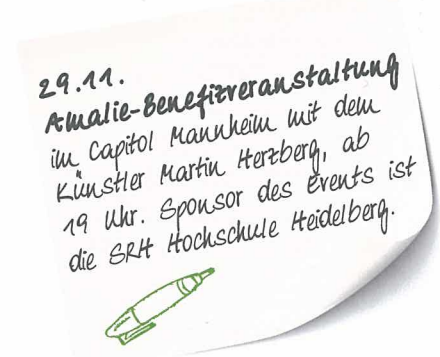 29.11.
Amalie-Benefizveranstaltung
im Capitol Mannheim mit dem
Künstler Martin Herzberg, ab
19 Uhr. Sponsor des Events ist
die SRH Hochschule Heidelberg.